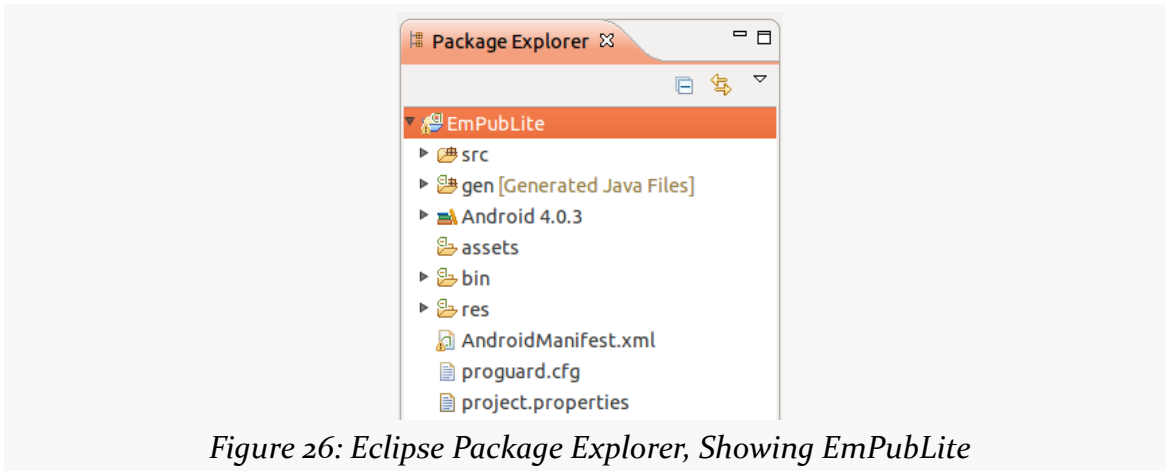 Package Explorer
EmPubLite
src
gen [Generated Java Files]
Android 4.0.3
assets
bin
res
AndroidManifest.xml
proguard.cfg
project.properties
Figure 26: Eclipse Package Explorer, Showing EmPubLite